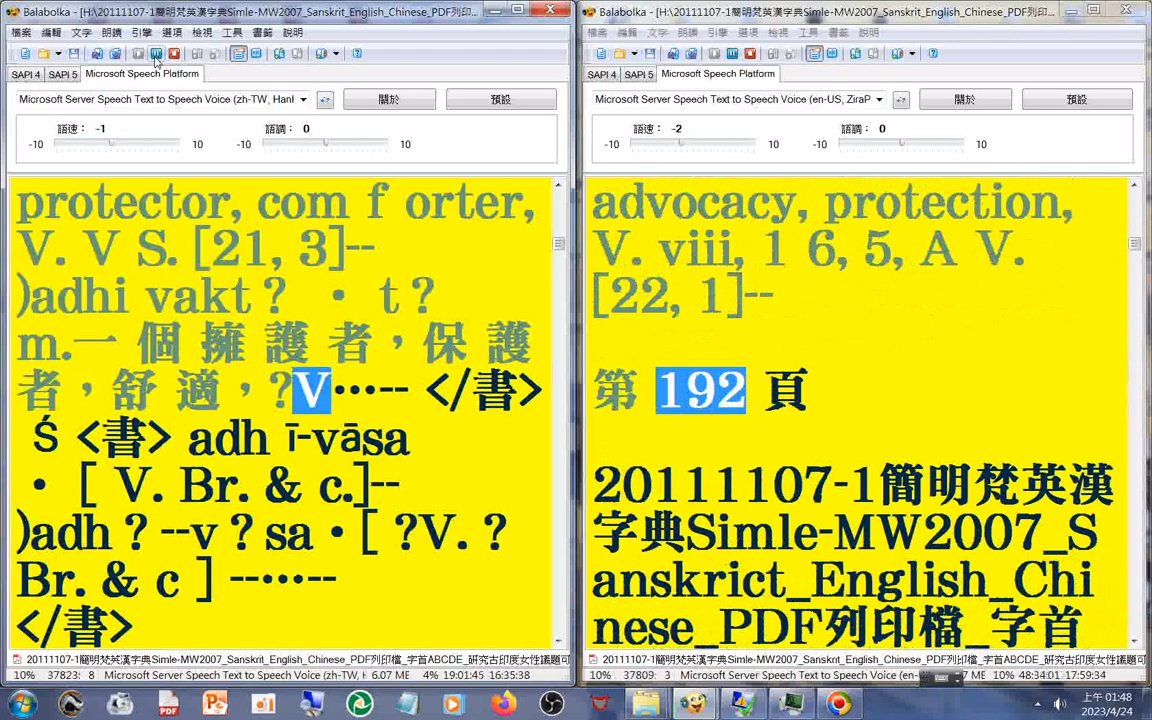 Balabolka - [H:\20111107-1簡明梵英漢字典Simle-MW2007_Sanskrit_English_Chinese_PDF列印...
檔案 編輯 文字 朗讀 引擎 選項 檢視 工具 書籤 說明
SAPI 4 SAPI 5 Microsoft Speech Platform
Microsoft Server Speech Text to Speech Voice (zh-TW, Hanl
關於 預設
語速： -1 語調： 0
-10 10 -10 10
protector, com f orter,
V. V S. [21, 3]--
)adhi vakt？ • t？
m.一 個 擁 護 者，保 護
者，舒 適，?V…-- </書>
Ś <書> adh ī-vāsa
• [ V. Br. & c.]--
)adh？--v？sa•[ ?V. ?
Br. & c ] --…--
</書>
20111107-1簡明梵英漢字典Simle-MW2007_Sanskrit_English_Chinese_PDF列印檔_字首ABCDE_研究古印度女性議題可
10% 37823: 8 Microsoft Server Speech Text to Speech Voice (zh-TW, H 6.07 ME 4% 19:01:45 16:35:38
Balabolka - [H:\20111107-1簡明梵英漢字典Simle-MW2007_Sanskrit_English_Chinese_PDF列印...
檔案 編輯 文字 朗讀 引擎 選項 檢視 工具 書籤 說明
SAPI 4 SAPI 5 Microsoft Speech Platform
Microsoft Server Speech Text to Speech Voice (en-US, ZiraP
關於 預設
語速： -2 語調： 0
-10 10 -10 10
advocacy, protection,
V. viii, 1 6, 5, A V.
[22, 1]--
第 192 頁
20111107-1簡明梵英漢
字典Simle-MW2007_S
anskrict_English_Chi
nese_PDF列印檔_字首
20111107-1簡明梵英漢字典Simle-MW2007_Sanskrit_English_Chinese_PDF列印檔_字首ABCDE_研究古印度女性議題可
10% 37809: 3 Microsoft Server Speech Text to Speech Voice (en-US, 10% 48:34:01 17:59:34
PDF
上午 01:48
2023/4/24